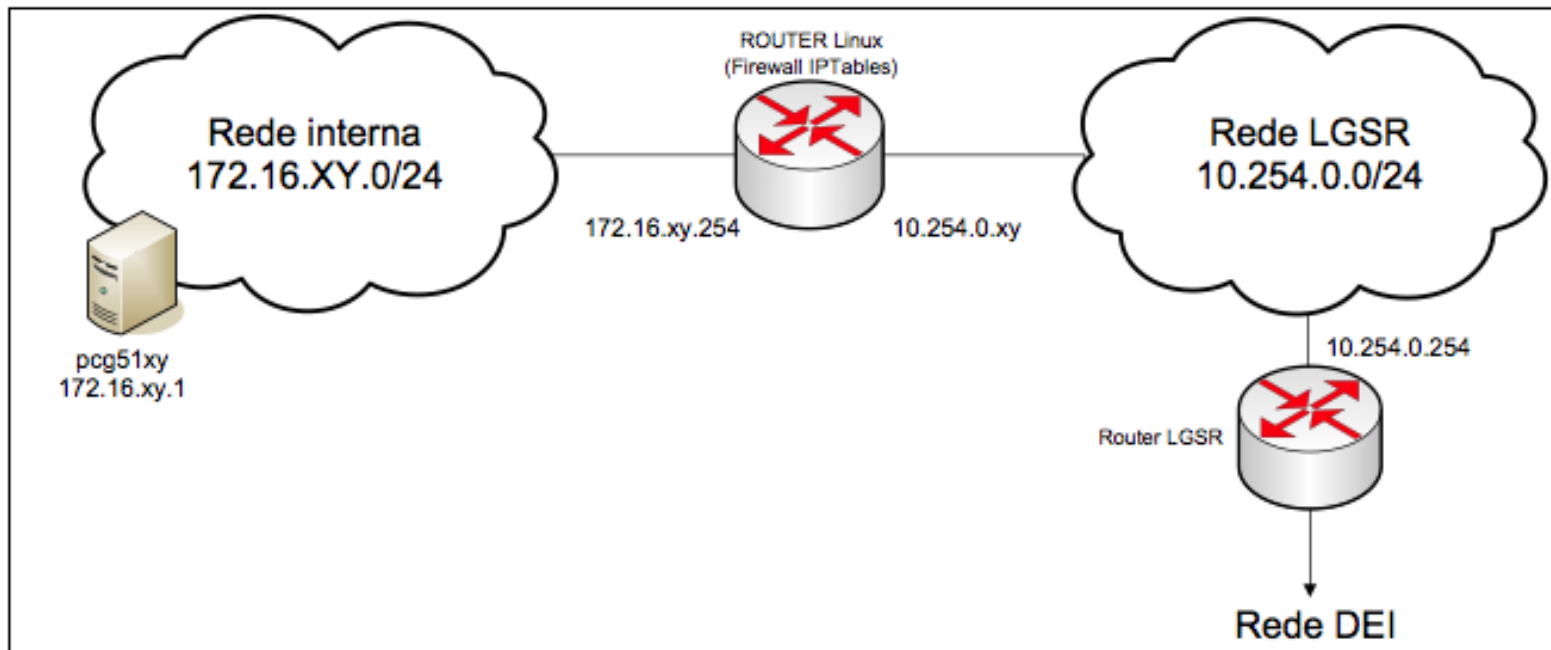 ROUTER Linux
(Firewall IPTables)
Rede interna
172.16.XY.0/24
Rede LGSR
10.254.0.0/24
172.16.xy.254
10.254.0.xy
pcg51xy
172.16.xy.1
10.254.0.254
Router LGSR
Rede DEI